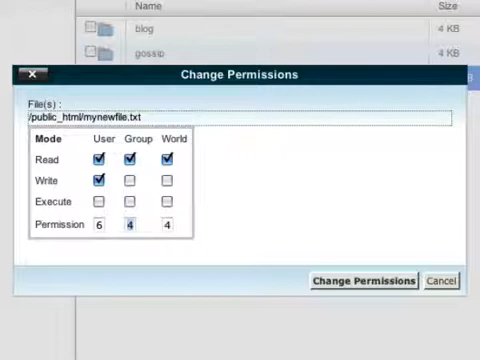 Name Size
blog 4 KB
gossip 4 KB
Change Permissions
File(s) :
/public_html/mynewfile.txt
Mode User Group World
Read
Write
Execute
Permission 6 4 4
Change Permissions Cancel